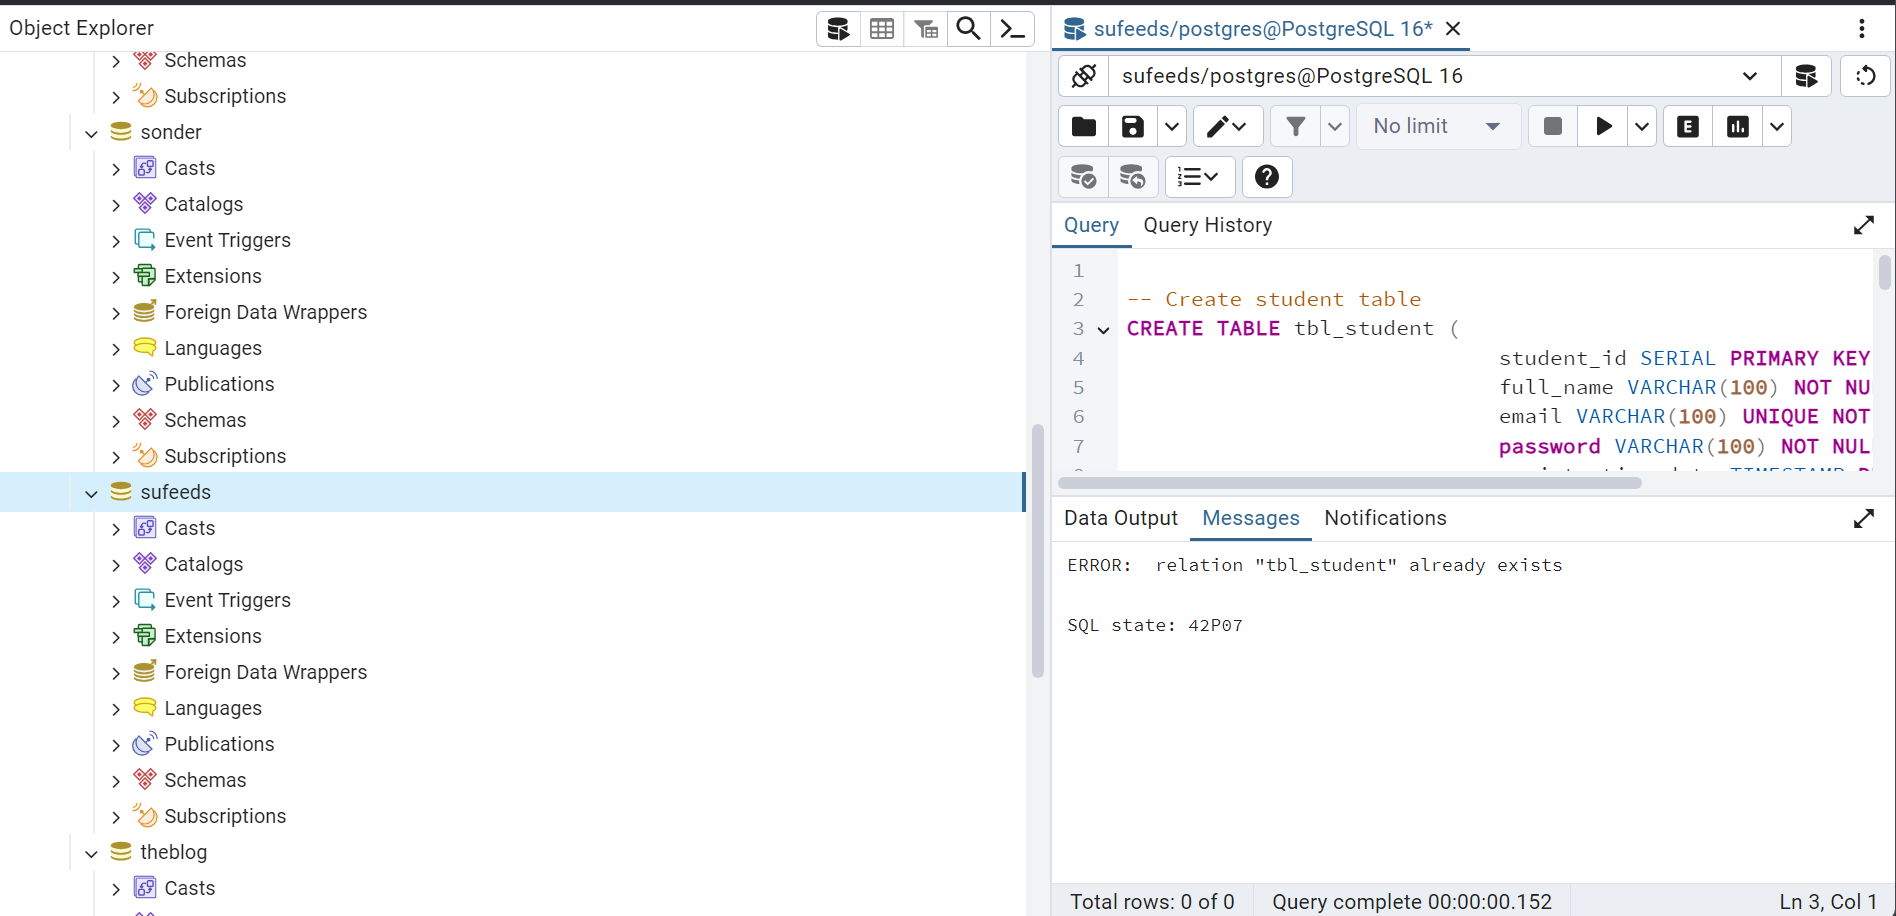 Object Explorer
Schemas
Subscriptions
sonder
Casts
Catalogs
Event Triggers
Extensions
Foreign Data Wrappers
Languages
Publications
Schemas
Subscriptions
sufeeds
Casts
Catalogs
Event Triggers
Extensions
Foreign Data Wrappers
Languages
Publications
Schemas
Subscriptions
theblog
Casts
sufeeds/postgres@PostgreSQL 16*
sufeeds/postgres@PostgreSQL 16
No limit
E
Query Query History
1
2 -- Create student table
3 CREATE TABLE tbl_student (
4 student_id SERIAL PRIMARY KEY
5 full_name VARCHAR(100) NOT NU
6 email VARCHAR(100) UNIQUE NOT
7 password VARCHAR(100) NOT NUL
Data Output Messages Notifications
ERROR:  relation "tbl_student" already exists
SQL state: 42P07
Total rows: 0 of 0 Query complete 00:00:00.152 Ln 3, Col 1